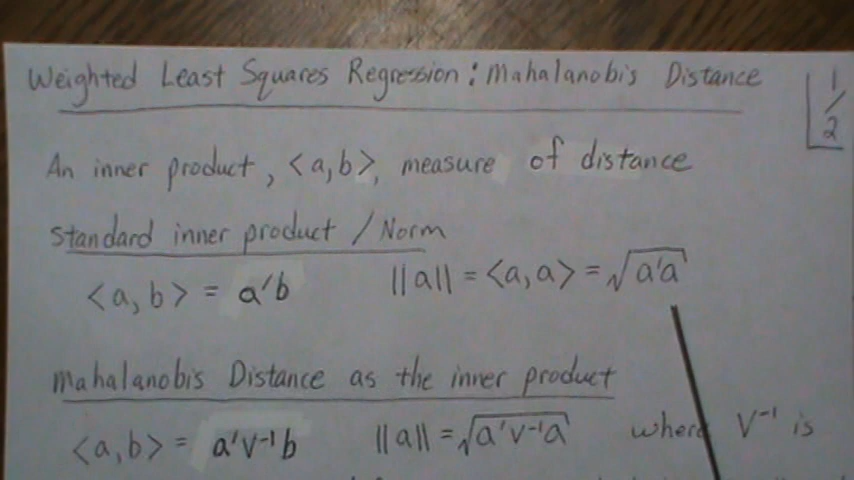 Weighted Least Squares Regression: Mahalanobis Distance
1/2
An inner product, <a,b>, measure of distance
Standard inner product / Norm
<a,b> = a'b ||a|| = <a,a> = √a'a
Mahalanobis Distance as the inner product
<a,b> = a'v⁻¹b ||a|| = √a'v⁻¹a where V⁻¹ is